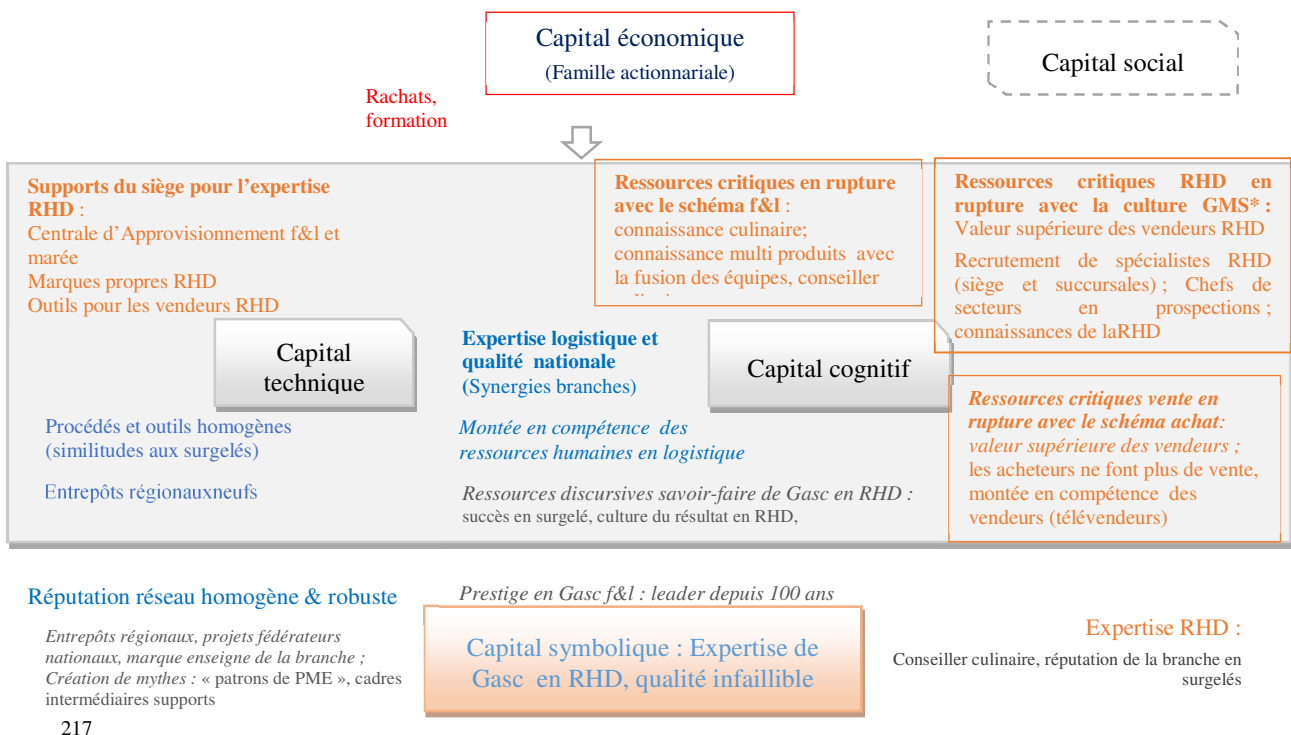 Capital économique
(Famille actionnariale)
Capital social
Rachats,
formation
Supports du siège pour l'expertise
RHD :
Centrale d'Approvisionnement f&l et
marée
Marques propres RHD
Outils pour les vendeurs RHD
Ressources critiques en rupture
avec le schéma f&l :
connaissance culinaire;
connaissance multi produits avec
la fusion des équipes, conseiller
Ressources critiques RHD en
rupture avec la culture GMS* :
Valeur supérieure des vendeurs RHD
Recrutement de spécialistes RHD
(siège et succursales) ; Chefs de
secteurs en prospections ;
connaissances de laRHD
Capital
technique
Expertise logistique et
qualité nationale
(Synergies branches)
Capital cognitif
Procédés et outils homogènes
(similitudes aux surgelés)
Entrepôts régionauxneufs
Montée en compétence des
ressources humaines en logistique
Ressources discursives savoir-faire de Gasc en RHD :
succès en surgelé, culture du résultat en RHD,
Ressources critiques vente en
rupture avec le schéma achat:
valeur supérieure des vendeurs ;
les acheteurs ne font plus de vente,
montée en compétence des
vendeurs (télévendeurs)
Réputation réseau homogène & robuste
Entrepôts régionaux, projets fédérateurs
nationaux, marque enseigne de la branche ;
Création de mythes : « patrons de PME », cadres
intermédiaires supports
Prestige en Gasc f&l : leader depuis 100 ans
Capital symbolique : Expertise de
Gasc en RHD, qualité infaillible
Expertise RHD :
Conseiller culinaire, réputation de la branche en
surgelés
217